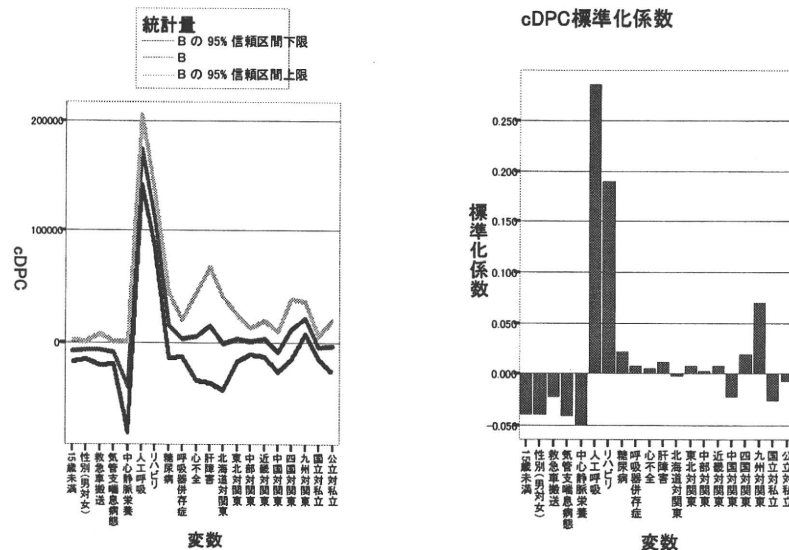 統計量
B の 95% 信頼区間下限
B
B の 95% 信頼区間上限
200000
100000
0
cDPC
15歳未満
性別(男対女)
救急車搬送
気管支喘息病態
中心静脈栄養
人工呼吸
リハビリ
糖尿病
呼吸器併存症
心不全
肝障害
北海道対関東
東北対関東
中部対関東
近畿対関東
中国対関東
四国対関東
九州対関東
国立対私立
公立対私立
変数
cDPC標準化係数
0.250
0.200
0.150
0.100
0.050
0.000
-0.050
標準化係数
15歳未満
性別(男対女)
救急車搬送
気管支喘息病態
中心静脈栄養
人工呼吸
リハビリ
糖尿病
呼吸器併存症
心不全
肝障害
北海道対関東
東北対関東
中部対関東
近畿対関東
中国対関東
四国対関東
九州対関東
国立対私立
公立対私立
変数